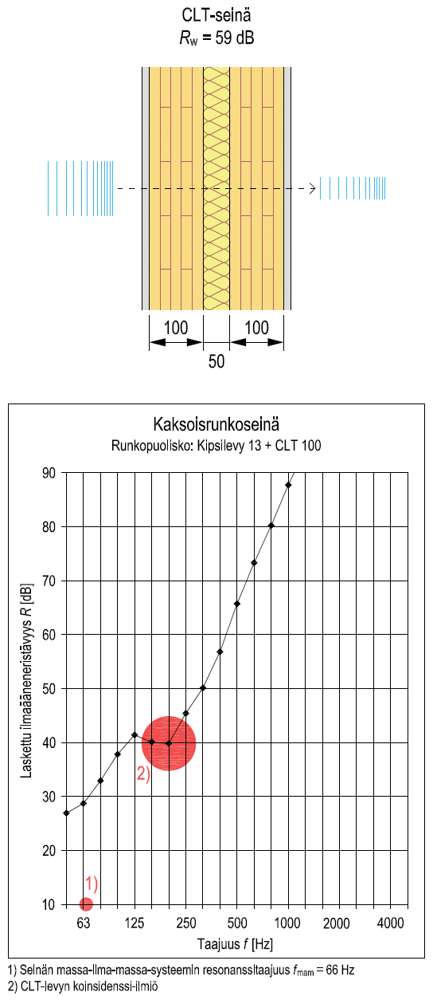 CLT-seinä
Rw = 59 dB
100 100
50
Kaksoisrunkoseinä
Runkopuolisko: Kipsilevy 13 + CLT 100
Laskettu ilmaääneneristävyys R [dB]
90
80
70
60
50
40
30
20
10
2)
1)
63 125 250 500 1000 2000 4000
Taajuus f [Hz]
1) Seinän massa-ilma-massa-systeemin resonanssitaajuus fmam = 66 Hz
2) CLT-levyn koinsidenssi-ilmiö